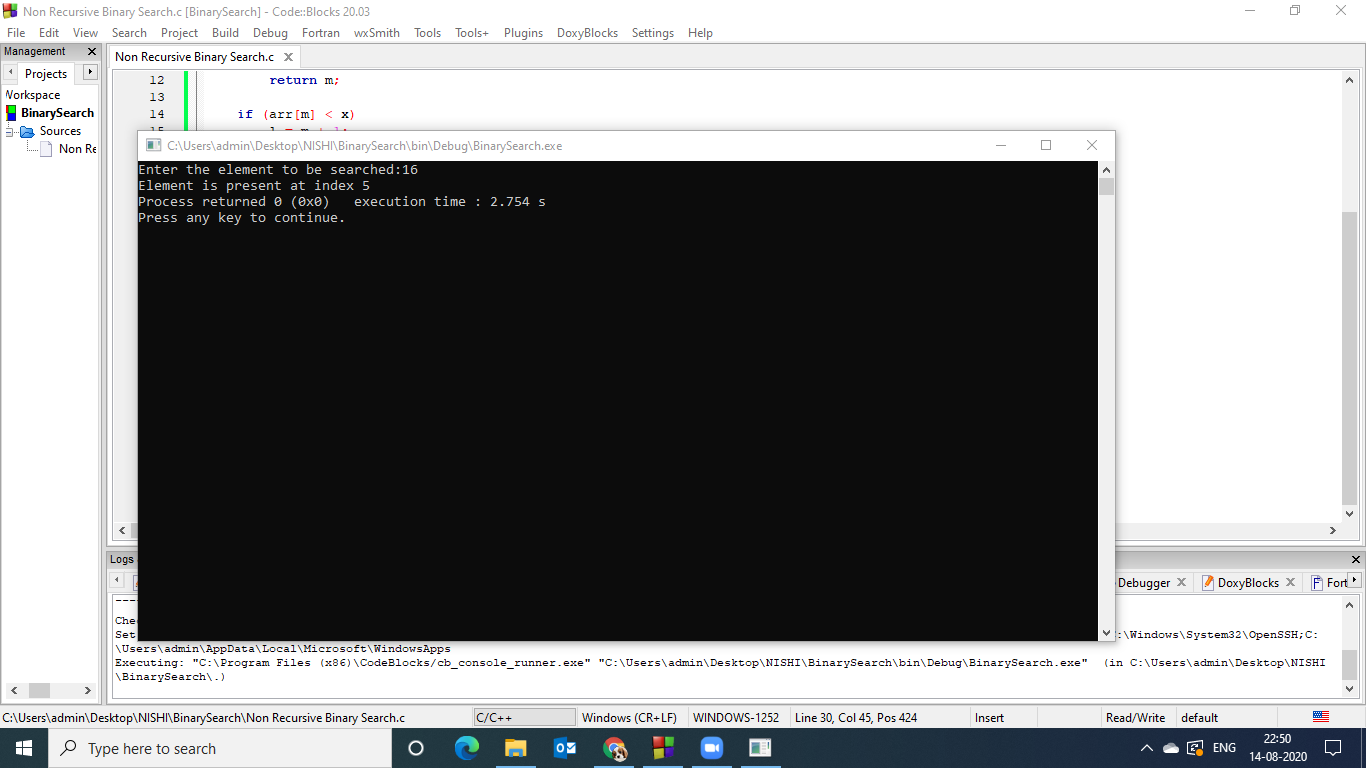 Non Recursive Binary Search.c [BinarySearch] - Code::Blocks 20.03
File Edit View Search Project Build Debug Fortran wxSmith Tools Tools+ Plugins DoxyBlocks Settings Help
Management
Projects
Non Recursive Binary Search.c
Workspace
BinarySearch
Sources
Non Re
12 return m;
13
14 if (arr[m] < x)
15
C:\Users\admin\Desktop\NISHI\BinarySearch\bin\Debug\BinarySearch.exe
Enter the element to be searched:16
Element is present at index 5
Process returned 0 (0x0) execution time : 2.754 s
Press any key to continue.
Logs
Debugger DoxyBlocks Fort
Chec
Set :\Windows\System32\OpenSSH;C:
\Users\admin\AppData\Local\Microsoft\WindowsApps
Executing: "C:\Program Files (x86)\CodeBlocks/cb_console_runner.exe" "C:\Users\admin\Desktop\NISHI\BinarySearch\bin\Debug\BinarySearch.exe" (in C:\Users\admin\Desktop\NISHI
\BinarySearch\.)
C:\Users\admin\Desktop\NISHI\BinarySearch\Non Recursive Binary Search.c C/C++ Windows (CR+LF) WINDOWS-1252 Line 30, Col 45, Pos 424 Insert Read/Write default
Type here to search
ENG
22:50
14-08-2020